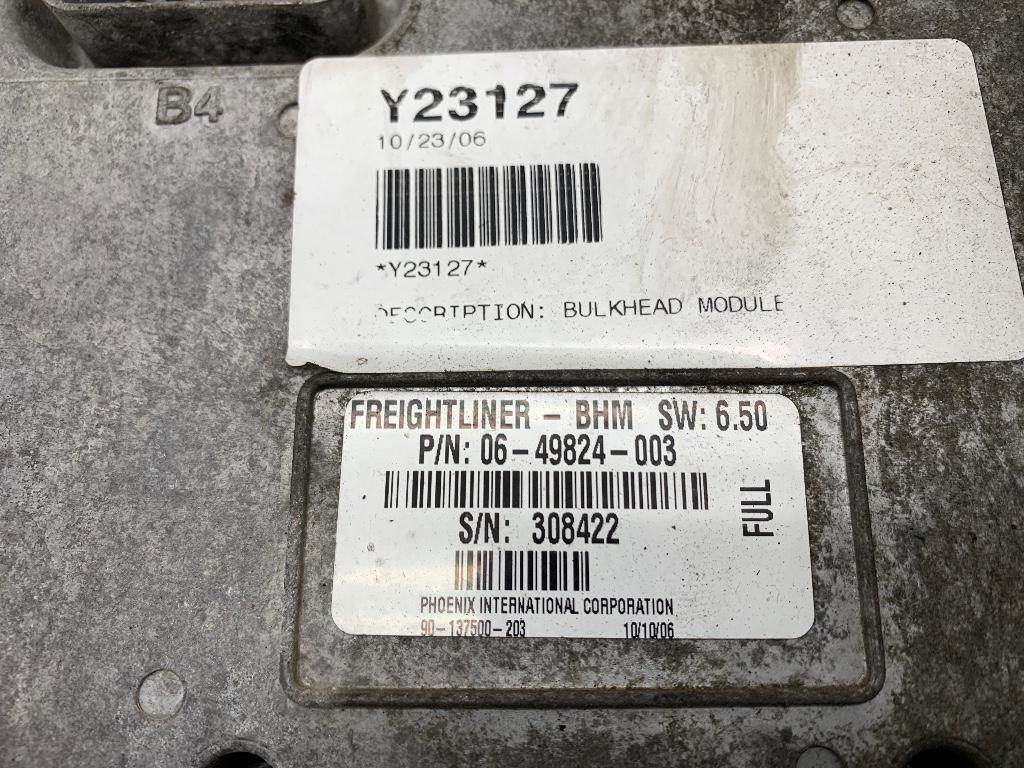 B4
Y23127
10/23/06
*Y23127*
DESCRIPTION: BULKHEAD MODULE
FREIGHTLINER - BHM SW: 6.50
P/N: 06-49824-003
FULL
S/N: 308422
PHOENIX INTERNATIONAL CORPORATION
90-137500-203 10/10/06